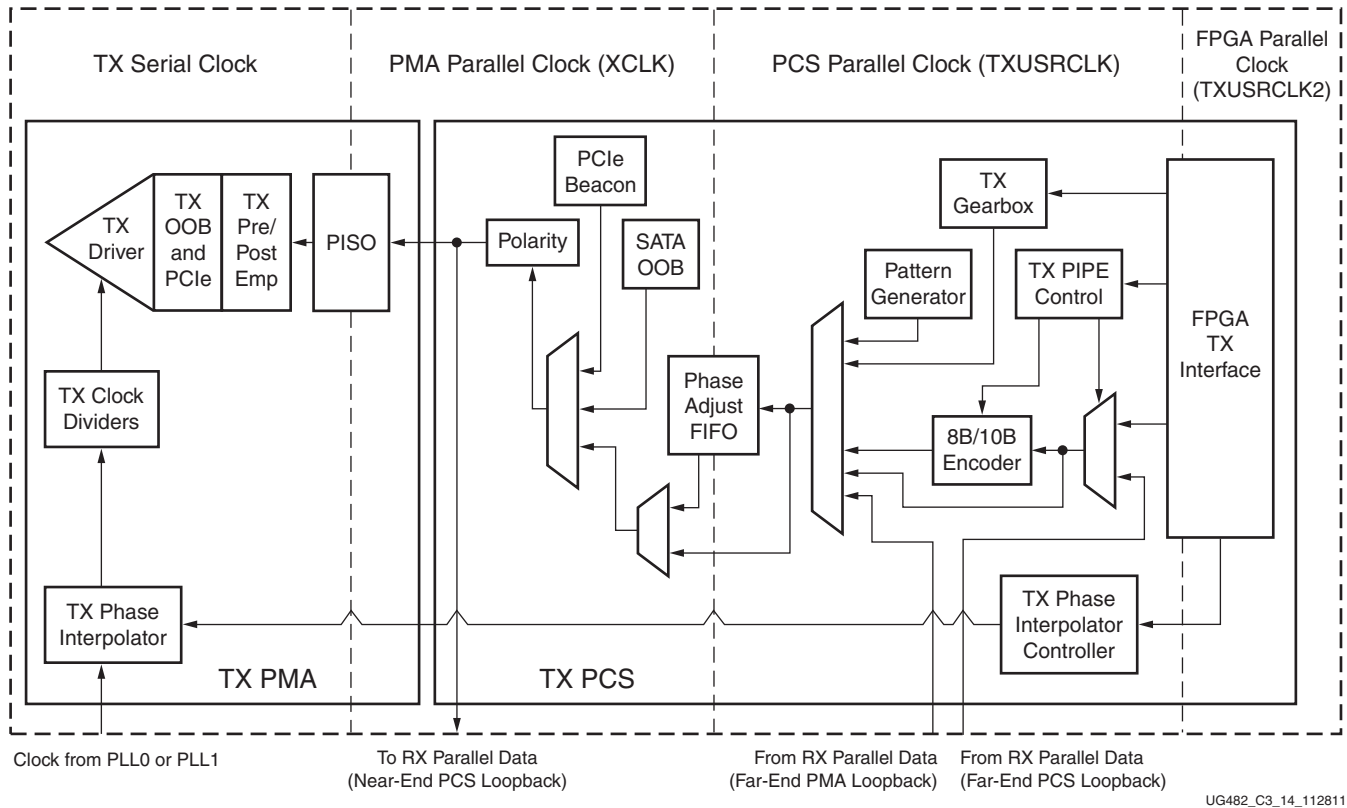 TX Serial Clock
PMA Parallel Clock (XCLK)
PCS Parallel Clock (TXUSRCLK)
FPGA Parallel
Clock
(TXUSRCLK2)
TX
Driver
TX
OOB
and
PCIe
TX
Pre/
Post
Emp
PISO
Polarity
PCIe
Beacon
SATA
OOB
TX
Gearbox
Pattern
Generator
TX PIPE
Control
FPGA
TX
Interface
TX Clock
Dividers
Phase
Adjust
FIFO
8B/10B
Encoder
TX Phase
Interpolator
TX Phase
Interpolator
Controller
TX PMA
TX PCS
Clock from PLL0 or PLL1
To RX Parallel Data
(Near-End PCS Loopback)
From RX Parallel Data
(Far-End PMA Loopback)
From RX Parallel Data
(Far-End PCS Loopback)
UG482_C3_14_112811